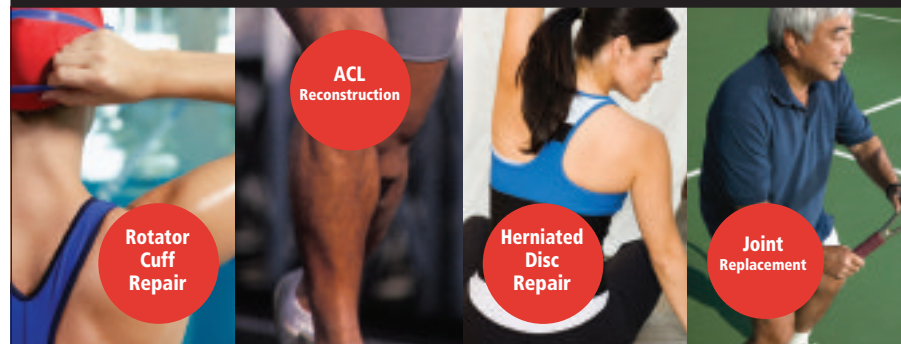 Rotator
Cuff
Repair
ACL
Reconstruction
Herniated
Disc
Repair
Joint
Replacement